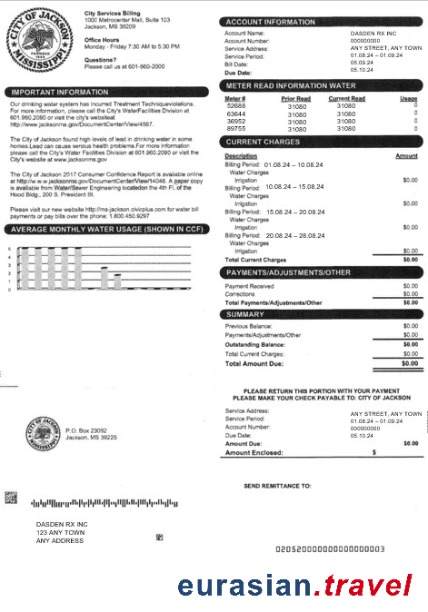 CITY OF JACKSON
MISSISSIPPI
City Services Billing
1000 Metrocenter Mall, Suite 103
Jackson, MS 39209
Office Hours
Monday - Friday 7:30 AM to 5:30 PM
Questions?
Please call us at 601-960-2000
IMPORTANT INFORMATION
Our drinking water system has incurred Treatment Techniqueviolations.
For more information, please call the City's WaterFacilities Division at
601.960.2090 or visit the city's websiteat
http://www.jacksonms.gov/DocumentCenter/4567.
The City of Jackson found high levels of lead in drinking water in some
homes.Lead can cause serious health problems.For more information
please call the City's Water Facilities Division at 601.960.2090 or visit the
City's website at www.jacksonms.gov
The City of Jackson 2017 Consumer Confidence Report is available online
at http://www.jacksonms.gov/DocumentCenter/View/14046. A paper copy
is available from Water/Sewer Engineering locatedon the 4th Fl. of the
Hood Bldg., 200 S. President St.
Please visit our new website http://ms-jackson.civicplus.com for water bill
payments or pay bills over the phone: 1.800.450.9297
AVERAGE MONTHLY WATER USAGE (SHOWN IN CCF)
ACCOUNT INFORMATION
Account Name: DASDEN RX INC
Account Number: 000000000
Service Address: ANY STREET, ANY TOWN
Service Period: 01.08.24 – 01.09.24
Bill Date: 05.09.24
Due Date: 05.10.24
METER READ INFORMATION WATER
Meter # Prior Read Current Read Usage
52688 31080 31080 0
63644 31080 31080 0
36952 31080 31080 0
89755 31080 31080 0
CURRENT CHARGES
Description Amount
Billing Period: 01.08.24 – 10.08.24
Water Charges
Irrigation $0.00
Billing Period: 10.08.24 – 15.08.24
Water Charges
Irrigation $0.00
Billing Period: 15.08.24 – 20.08.24
Water Charges
Irrigation $0.00
Billing Period: 20.08.24 – 28.08.24
Water Charges
Irrigation $0.00
Total Current Charges $0.00
PAYMENTS/ADJUSTMENTS/OTHER
Payment Received $0.00
Corrections $0.00
Total Payments/Adjustments/Other $0.00
SUMMARY
Previous Balance: $0.00
Payments/Adjustments/Other $0.00
Outstanding Balance: $0.00
Total Current Charges: $0.00
Total Amount Due: $0.00
PLEASE RETURN THIS PORTION WITH YOUR PAYMENT
PLEASE MAKE YOUR CHECK PAYABLE TO: CITY OF JACKSON
P.O. Box 23092
Jackson, MS 39225
Service Address: ANY STREET, ANY TOWN
Service Period: 01.08.24 – 01.09.24
Account Number: 000000000
Due Date: 05.10.24
Amount Due: $0.00
Amount Enclosed: $
SEND REMITTANCE TO:
DASDEN RX INC
123 ANY TOWN
ANY ADDRESS
eurasian.travel